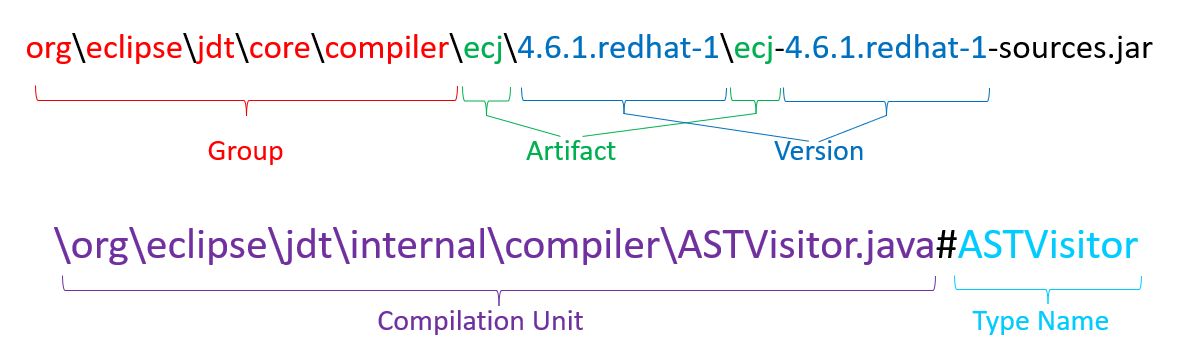 org\eclipse\jdt\core\compiler\ecj\4.6.1.redhat-1\ecj-4.6.1.redhat-1-sources.jar
Group Artifact Version
\org\eclipse\jdt\internal\compiler\ASTVisitor.java#ASTVisitor
Compilation Unit Type Name